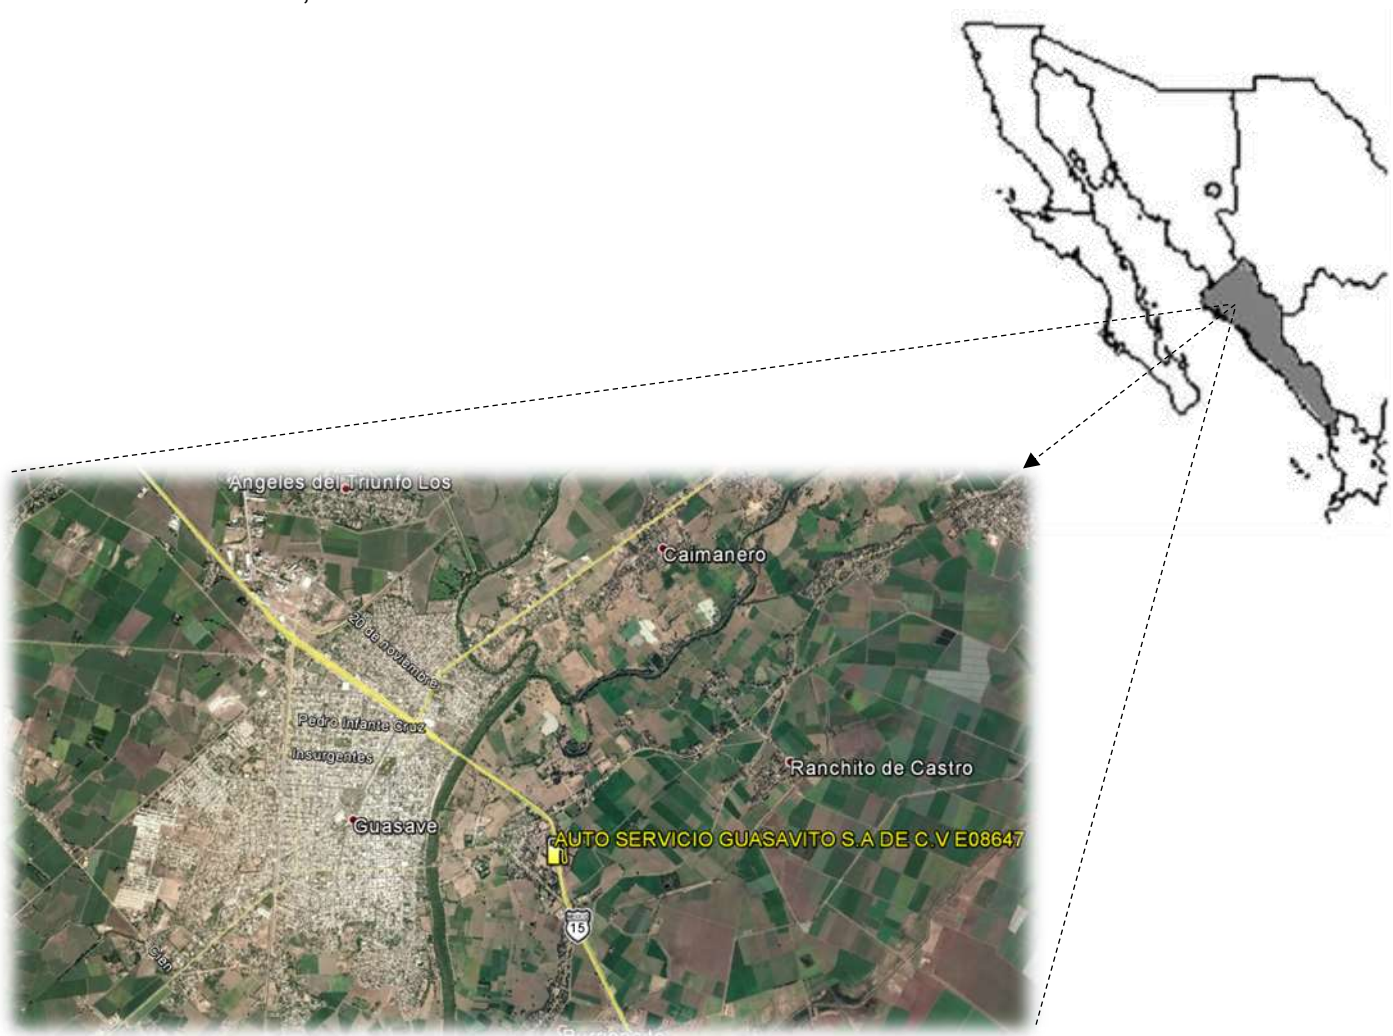 Angeles del Triunfo Los
Caimanero
20 de noviembre
Pedro Infante Cruz
Insurgentes
Ranchito de Castro
Guasave
AUTO SERVICIO GUASAVITO S.A DE C.V E08647
15
Cien